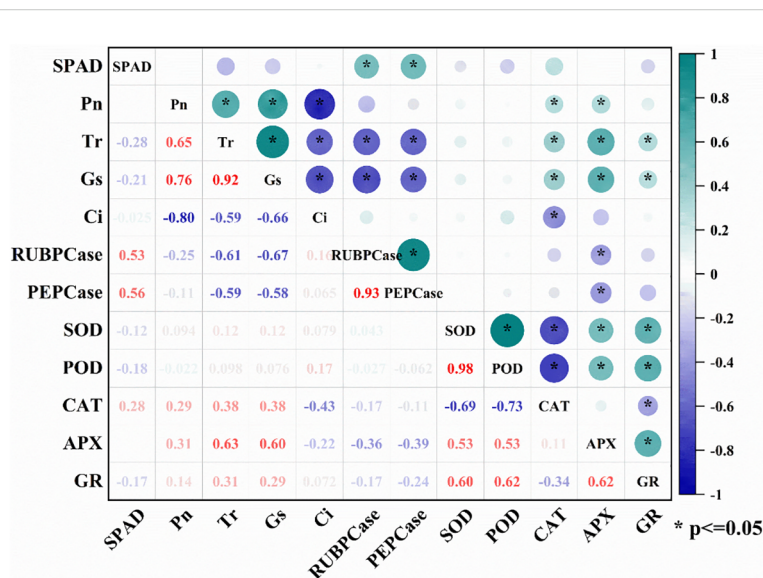 SPAD SPAD * * 1
Pn Pn * * * * * 0.8
Tr -0.28 0.65 Tr * * * * * * * 0.6
Gs -0.21 0.76 0.92 Gs * * * * * * 0.4
Ci -0.025 -0.80 -0.59 -0.66 Ci * 0.2
RUBPCase 0.53 -0.25 -0.61 -0.67 0.16 RUBPCase * * 0
PEPCase 0.56 -0.11 -0.59 -0.58 0.065 0.93 PEPCase * -0.2
SOD -0.12 0.094 0.12 0.12 0.079 0.043 SOD * * * * -0.4
POD -0.18 -0.022 0.098 0.076 0.17 -0.027 -0.062 0.98 POD * * *
CAT 0.28 0.29 0.38 0.38 -0.43 -0.17 -0.11 -0.69 -0.73 CAT * -0.6
APX 0.31 0.63 0.60 -0.22 -0.36 -0.39 0.53 0.53 0.11 APX * -0.8
GR -0.17 0.14 0.31 0.29 0.072 -0.17 -0.24 0.60 0.62 -0.34 0.62 GR -1
SPAD Pn Tr Gs Ci RUBPCase PEPCase SOD POD CAT APX GR
* p<=0.05